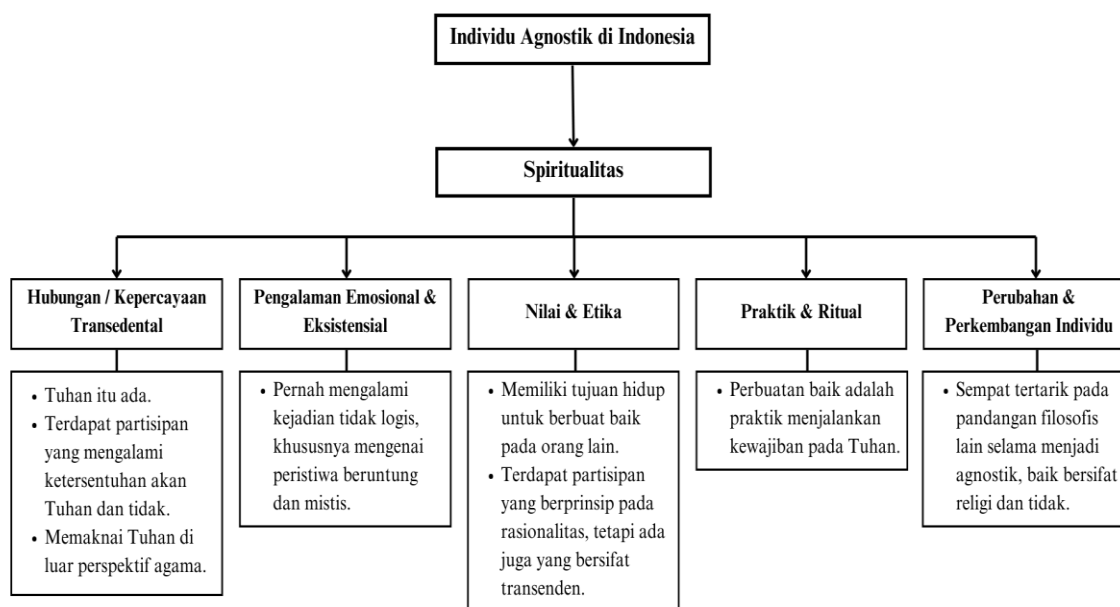 Individu Agnostik di Indonesia
Spiritualitas
Hubungan / Kepercayaan
Transedental
• Tuhan itu ada.
• Terdapat partisipan
yang mengalami
ketersentuhan akan
Tuhan dan tidak.
• Memaknai Tuhan di
luar perspektif agama.
Pengalaman Emosional &
Eksistensial
• Pernah mengalami
kejadian tidak logis,
khususnya mengenai
peristiwa beruntung
dan mistis.
Nilai & Etika
• Memiliki tujuan hidup
untuk berbuat baik
pada orang lain.
• Terdapat partisipan
yang berprinsip pada
rasionalitas, tetapi ada
juga yang bersifat
transenden.
Praktik & Ritual
• Perbuatan baik adalah
praktik menjalankan
kewajiban pada Tuhan.
Perubahan &
Perkembangan Individu
• Sempat tertarik pada
pandangan filosofis
lain selama menjadi
agnostik, baik bersifat
religi dan tidak.